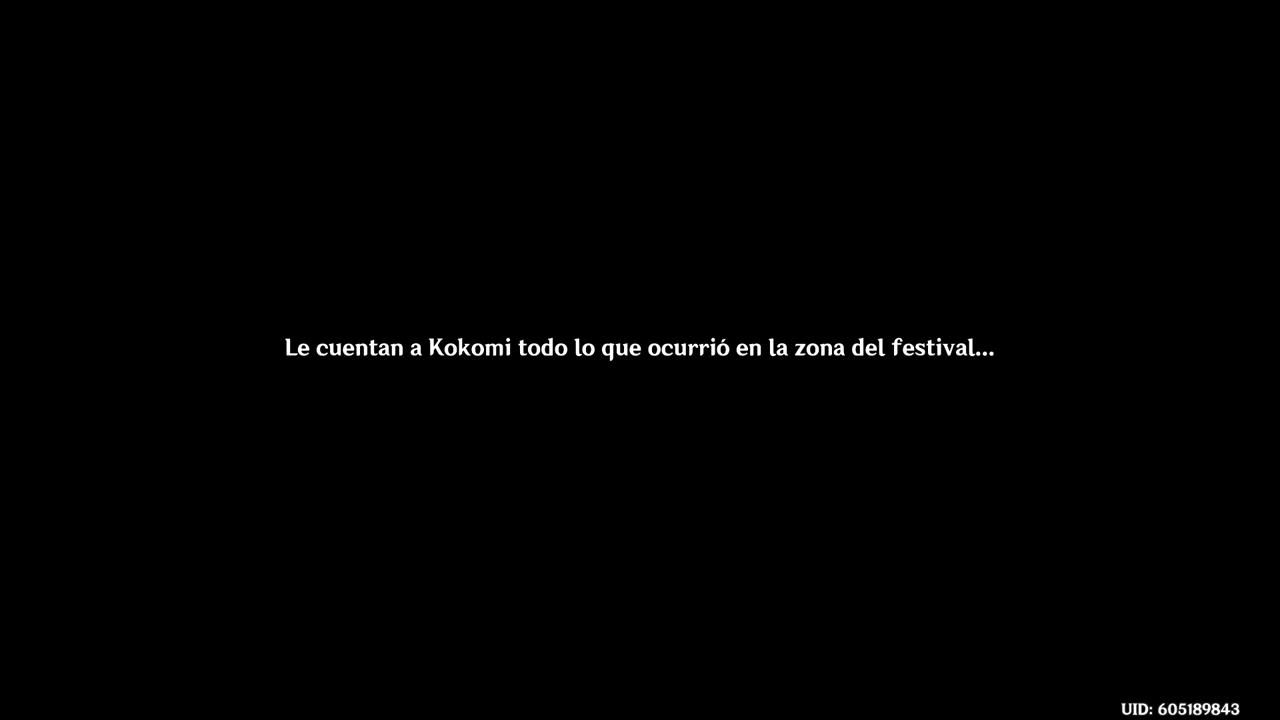 Le cuentan a Kokomi todo lo que ocurrió en la zona del festival...
UID: 605189843